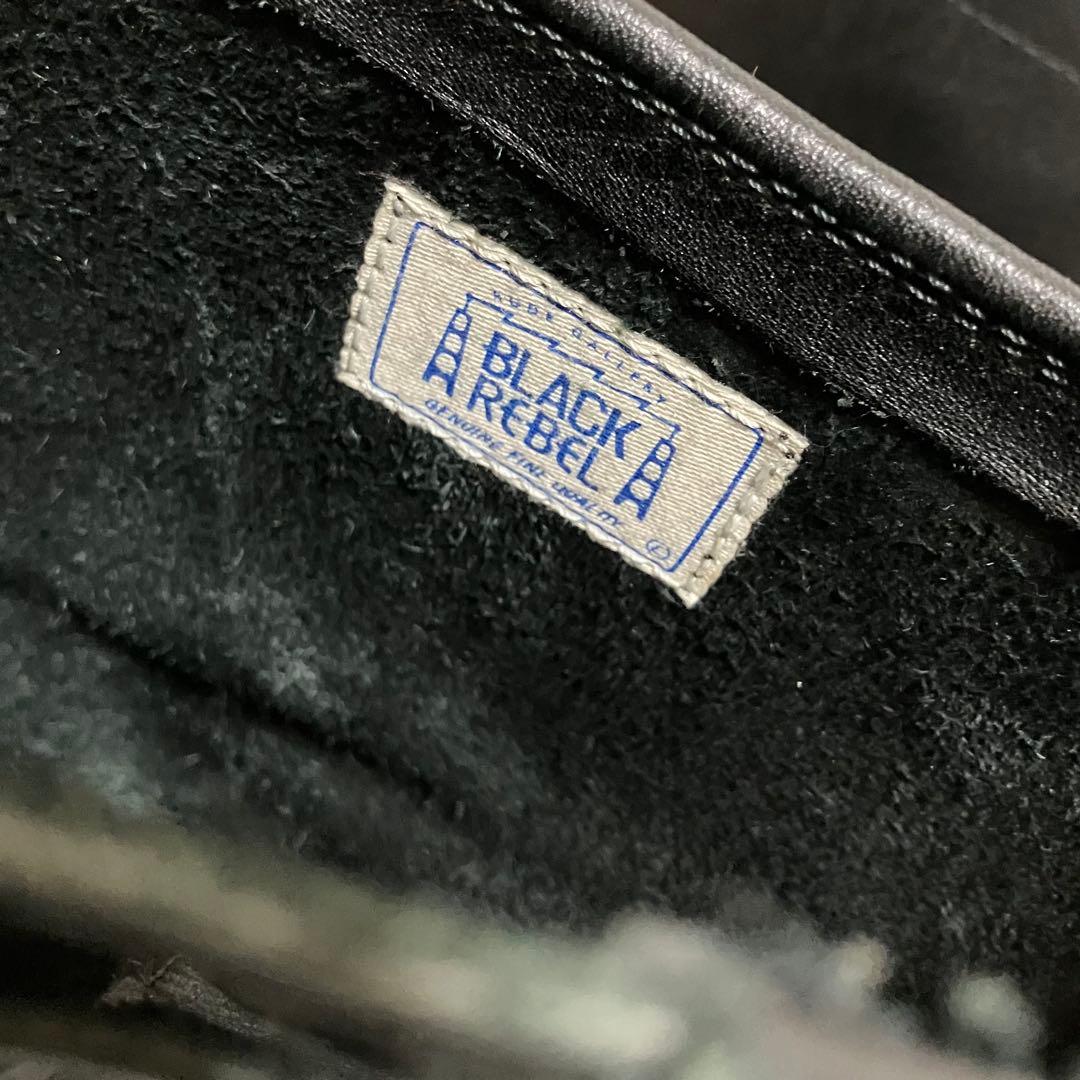 RUDE GALLERY
BLACK
REBEL
GENUINE FINE QUALITY
L